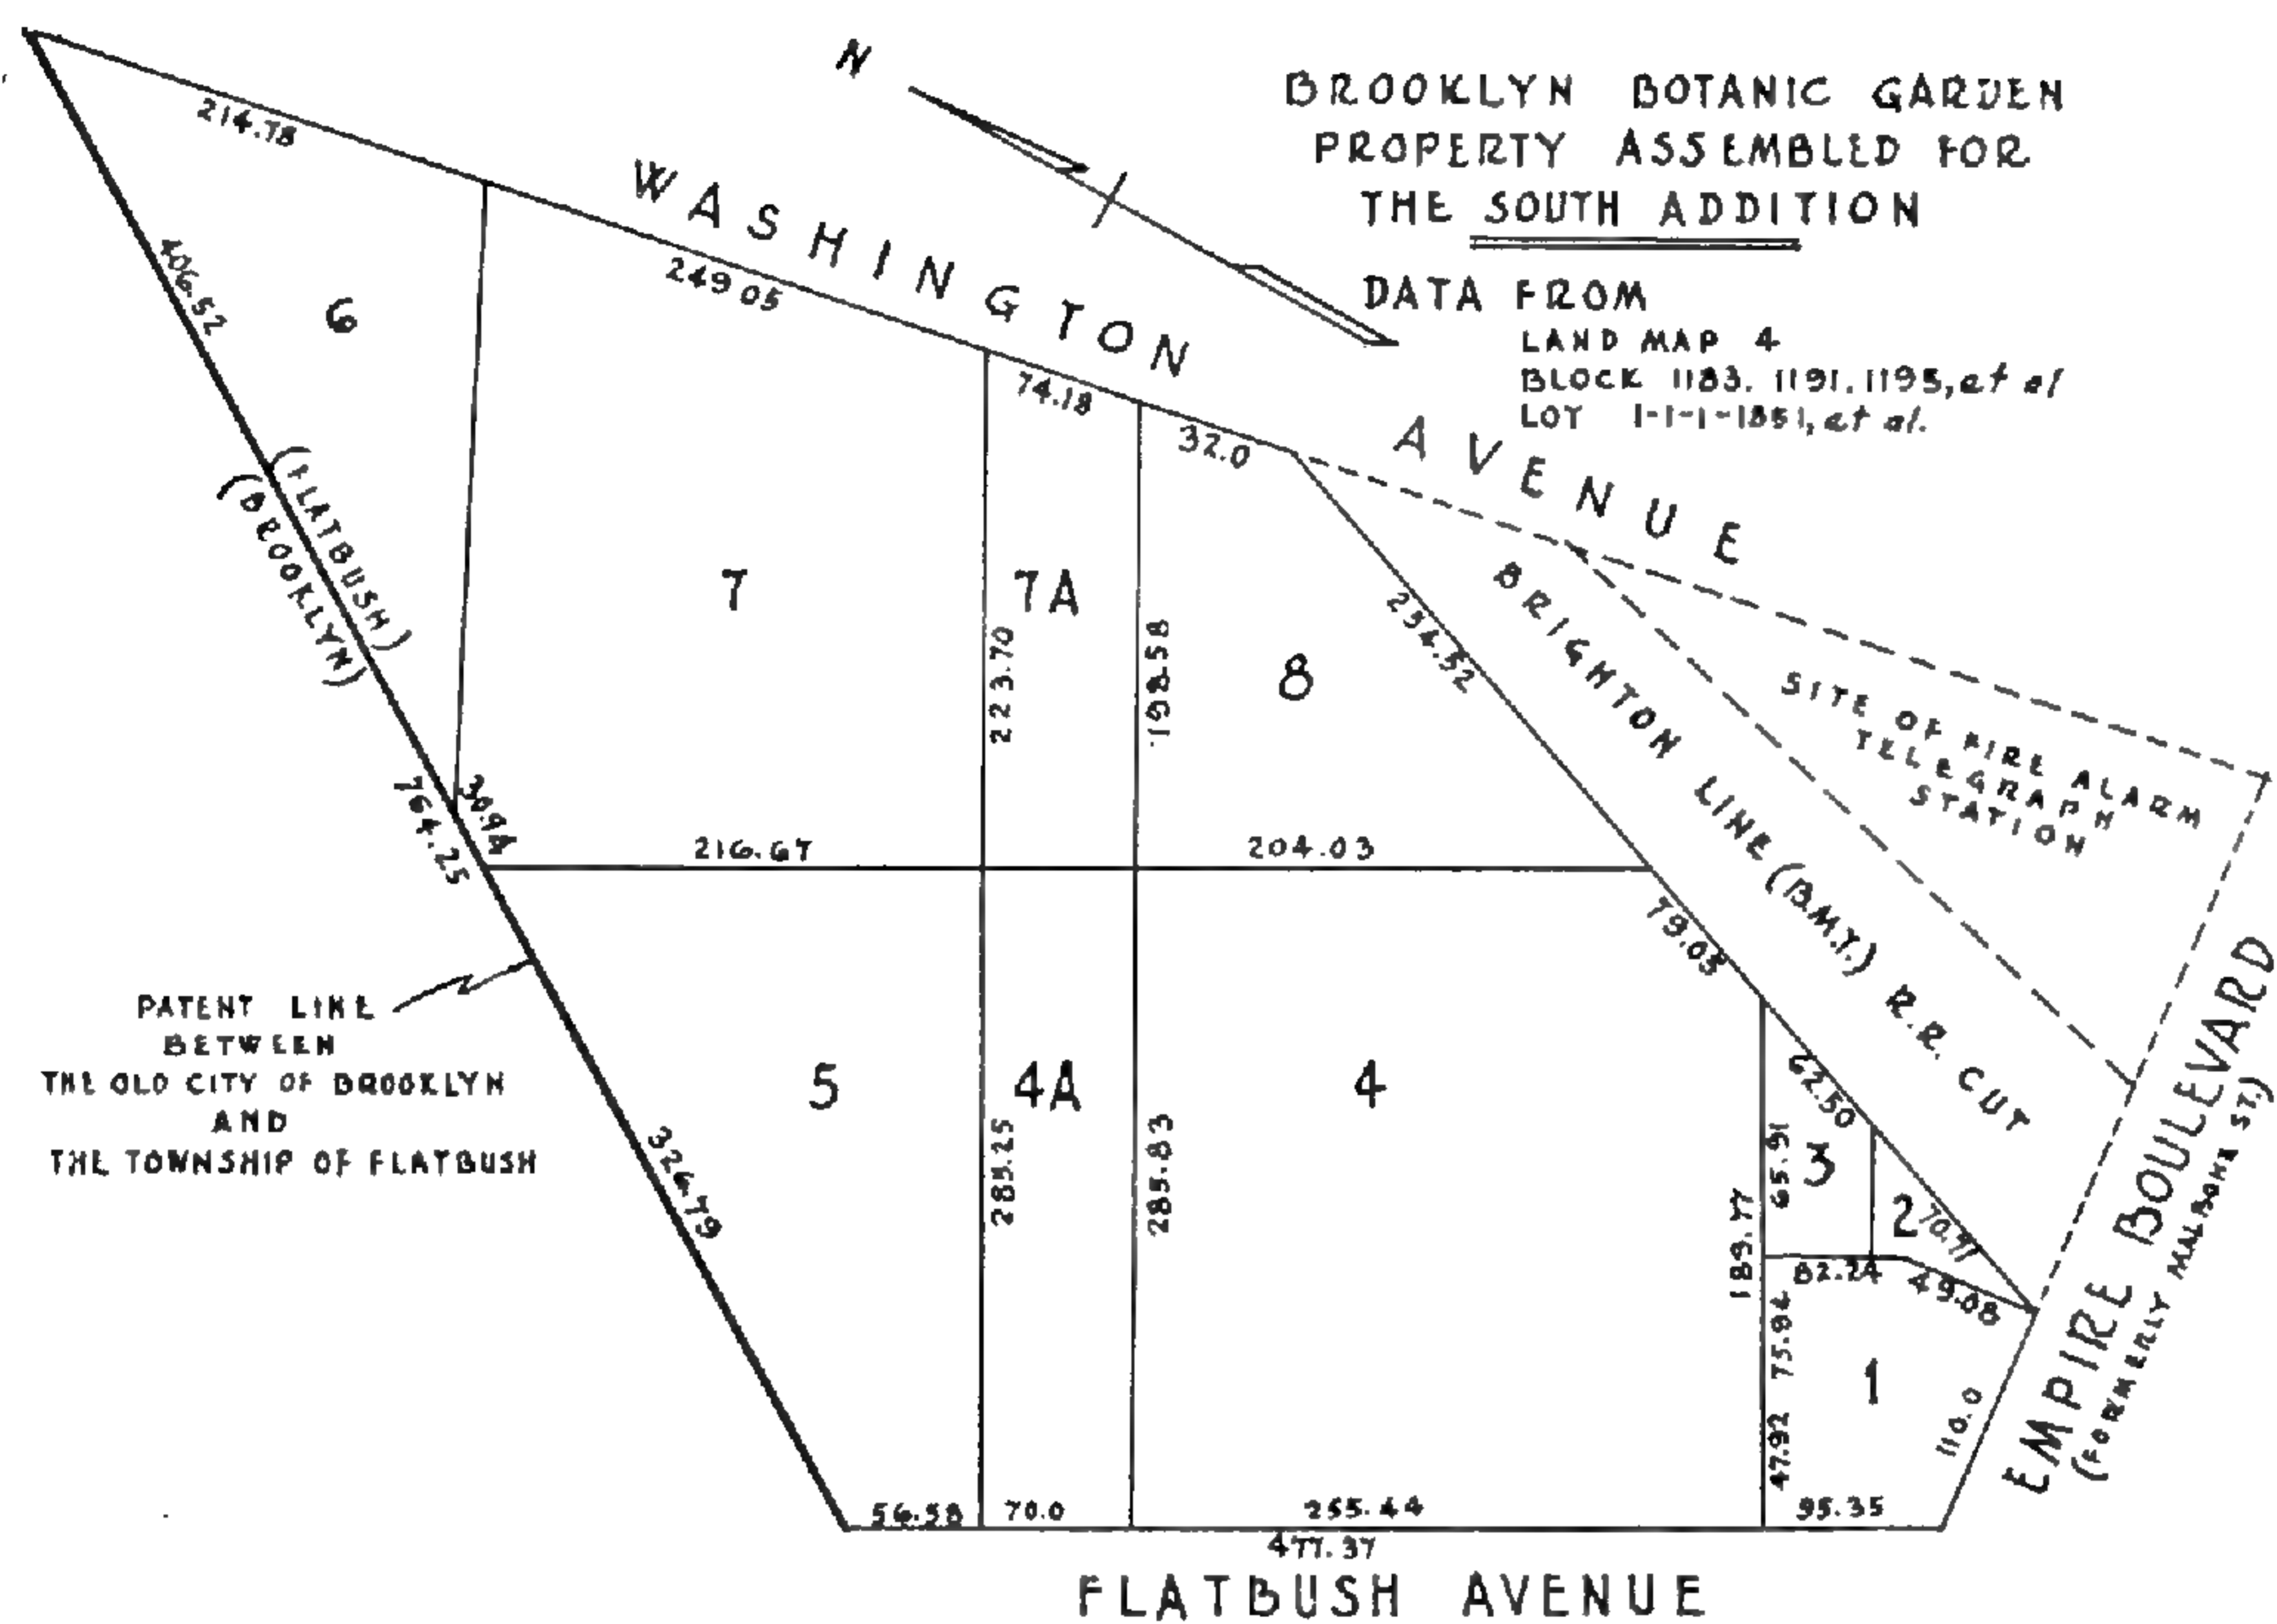 BROOKLYN BOTANIC GARDEN
PROPERTY ASSEMBLED FOR
THE SOUTH ADDITION
DATA FROM
LAND MAP 4
BLOCK 1183. 1191. 1195, et al
LOT 1-1-1-1351, et al.
N
WASHINGTON AVENUE
214.78
249 05
74.18
32.0
406.52
6
(FLATBUSH)
(BROOKLYN)
7
7A
8
223.70
198.58
254.52
BRIGHTON LINE (B.M.T.) R.R. CUT
SITE OF FIRE ALARM
TELEGRAPH
STATION
764.25
30.94
216.67
204.03
79.03
PATENT LINE
BETWEEN
THE OLD CITY OF BROOKLYN
AND
THE TOWNSHIP OF FLATBUSH
5
4A
4
324.79
285.25
285.83
62.50
65.91
3
2
70.77
189.77
82.24
49.08
75.94
1
47.92
110.0
EMPIRE BOULEVARD
(FORMERLY MALBONE ST.)
56.58
70.0
255.44
95.35
477.37
FLATBUSH AVENUE